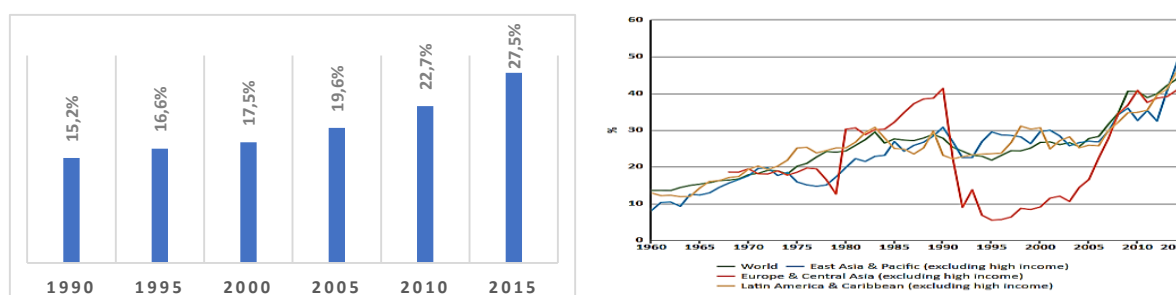 15,2%
16,6%
17,5%
19,6%
22,7%
27,5%
1990 1995 2000 2005 2010 2015
60
50
40
30
20
10
0
%
1960 1965 1970 1975 1980 1985 1990 1995 2000 2005 2010
World East Asia & Pacific (excluding high income)
Europe & Central Asia (excluding high income)
Latin America & Caribbean (excluding high income)